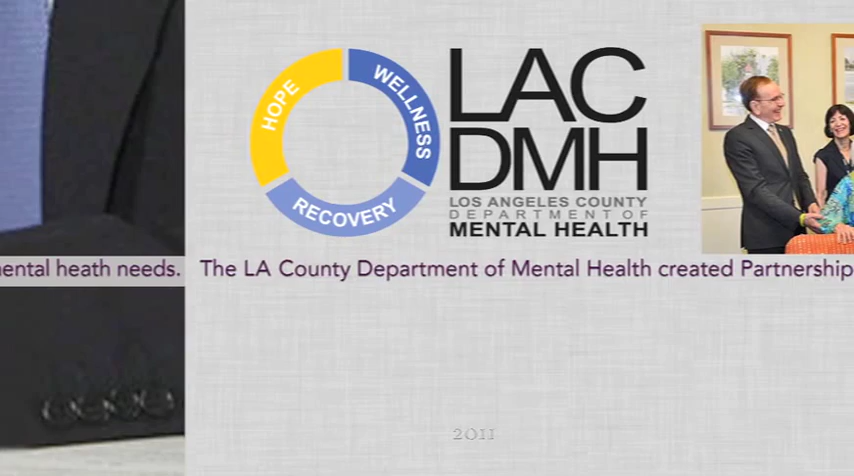 HOPE
WELLNESS
RECOVERY
LAC
DMH
LOS ANGELES COUNTY
DEPARTMENT OF
MENTAL HEALTH
ental heath needs. The LA County Department of Mental Health created Partnership
2011